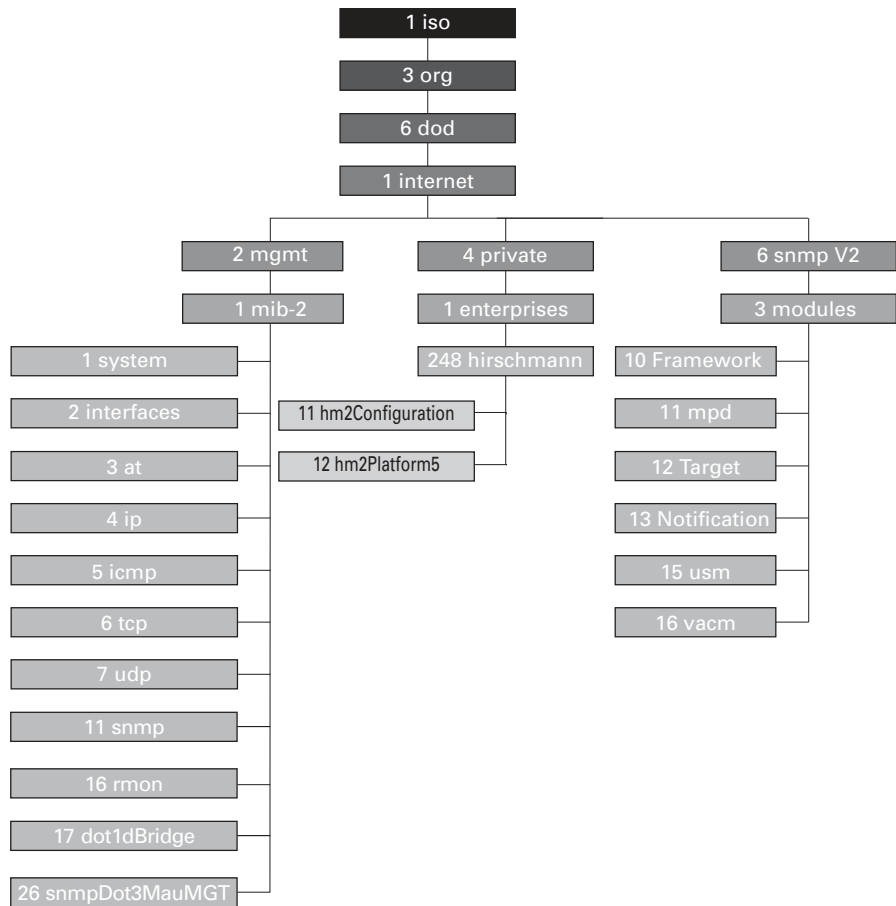 1 iso
3 org
6 dod
1 internet
2 mgmt
4 private
6 snmp V2
1 mib-2
1 enterprises
3 modules
1 system
248 hirschmann
10 Framework
2 interfaces
11 hm2Configuration
11 mpd
3 at
12 hm2Platform5
12 Target
4 ip
13 Notification
5 icmp
15 usm
6 tcp
16 vacm
7 udp
11 snmp
16 rmon
17 dot1dBridge
26 snmpDot3MauMGT